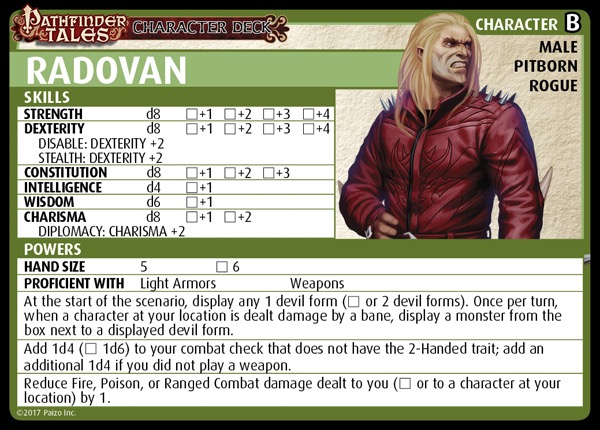 PATHFINDER TALES CHARACTER DECK
CHARACTER B
RADOVAN
MALE
PITBORN
ROGUE
SKILLS
STRENGTH d8 ☐+1 ☐+2 ☐+3 ☐+4
DEXTERITY d8 ☐+1 ☐+2 ☐+3 ☐+4
DISABLE: DEXTERITY +2
STEALTH: DEXTERITY +2
CONSTITUTION d8 ☐+1 ☐+2 ☐+3
INTELLIGENCE d4 ☐+1
WISDOM d6 ☐+1
CHARISMA d8 ☐+1 ☐+2
DIPLOMACY: CHARISMA +2
POWERS
HAND SIZE 5 ☐ 6
PROFICIENT WITH Light Armors Weapons
At the start of the scenario, display any 1 devil form (☐ or 2 devil forms). Once per turn,
when a character at your location is dealt damage by a bane, display a monster from the
box next to a displayed devil form.
Add 1d4 (☐ 1d6) to your combat check that does not have the 2-Handed trait; add an
additional 1d4 if you did not play a weapon.
Reduce Fire, Poison, or Ranged Combat damage dealt to you (☐ or to a character at your
location) by 1.
©2017 Paizo Inc.